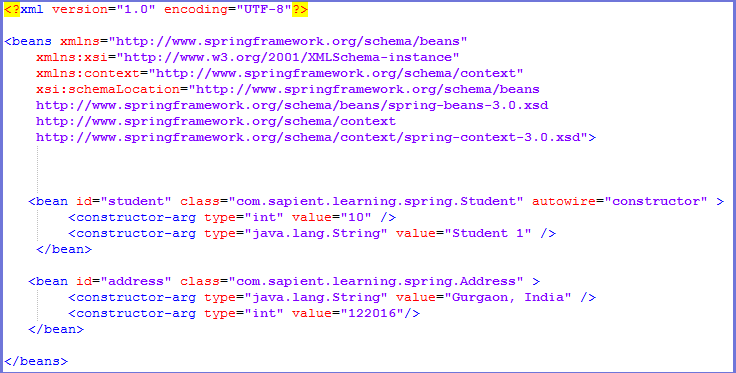 <?xml version="1.0" encoding="UTF-8"?>
<beans xmlns="http://www.springframework.org/schema/beans"
xmlns:xsi="http://www.w3.org/2001/XMLSchema-instance"
xmlns:context="http://www.springframework.org/schema/context"
xsi:schemaLocation="http://www.springframework.org/schema/beans
http://www.springframework.org/schema/beans/spring-beans-3.0.xsd
http://www.springframework.org/schema/context
http://www.springframework.org/schema/context/spring-context-3.0.xsd">
<bean id="student" class="com.sapient.learning.spring.Student" autowire="constructor" >
<constructor-arg type="int" value="10" />
<constructor-arg type="java.lang.String" value="Student 1" />
</bean>
<bean id="address" class="com.sapient.learning.spring.Address" >
<constructor-arg type="java.lang.String" value="Gurgaon, India" />
<constructor-arg type="int" value="122016"/>
</bean>
</beans>